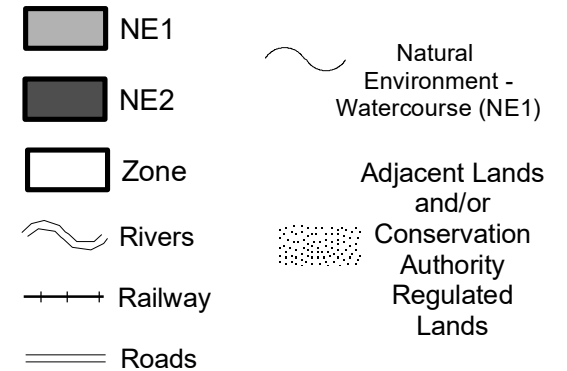 NE1
NE2
Zone
Rivers
Railway
Roads
Natural
Environment -
Watercourse (NE1)
Adjacent Lands
and/or
Conservation
Authority
Regulated
Lands